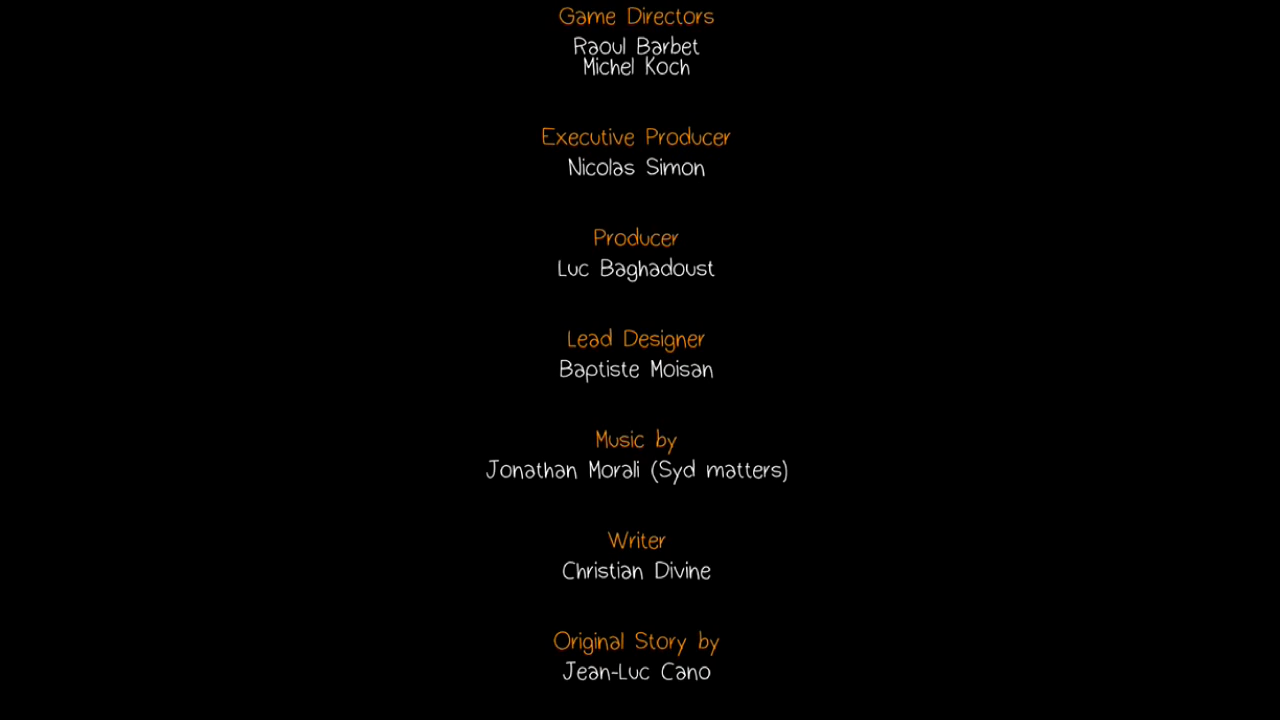 Game Directors
Raoul Barbet
Michel Koch
Executive Producer
Nicolas Simon
Producer
Luc Baghadoust
Lead Designer
Baptiste Moisan
Music by
Jonathan Morali (Syd matters)
Writer
Christian Divine
Original Story by
Jean-Luc Cano